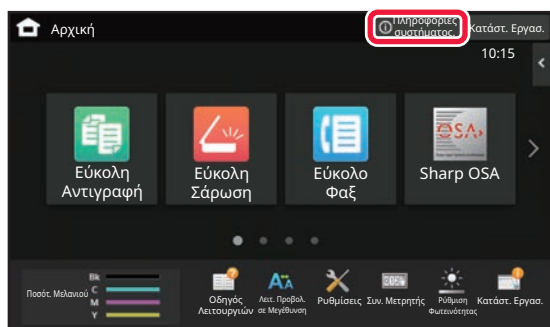 Αρχική
Πληροφορίες
συστήματος.
Κατάστ. Εργασ.
10:15
Εύκολη
Αντιγραφή
Εύκολη
Σάρωση
Εύκολο
Φαξ
OSA
Sharp OSA
Ποσότ. Μελανιού
Bk
C
M
Y
Οδηγός
Λειτουργιών
Λειτ. Προβολ.
σε Μεγέθυνση
Ρυθμίσεις
Συν. Μετρητής
Ρύθμιση
Φωτεινότητας
Κατάστ. Εργασ.